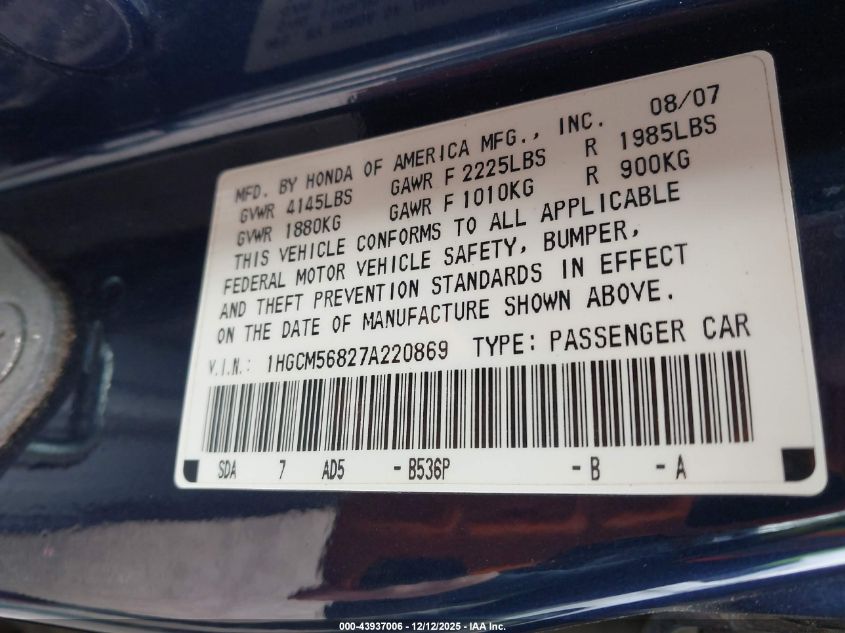 MFD. BY HONDA OF AMERICA MFG., INC. 08/07
GVWR 4145LBS GAWR F 2225LBS R 1985LBS
GVWR 1880KG GAWR F 1010KG R 900KG
THIS VEHICLE CONFORMS TO ALL APPLICABLE
FEDERAL MOTOR VEHICLE SAFETY, BUMPER,
AND THEFT PREVENTION STANDARDS IN EFFECT
ON THE DATE OF MANUFACTURE SHOWN ABOVE.
V.I.N.: 1HGCM56827A220869 TYPE: PASSENGER CAR
SDA 7 AD5 -B536P -B -A
000-43937006 - 12/12/2025 - IAA Inc.